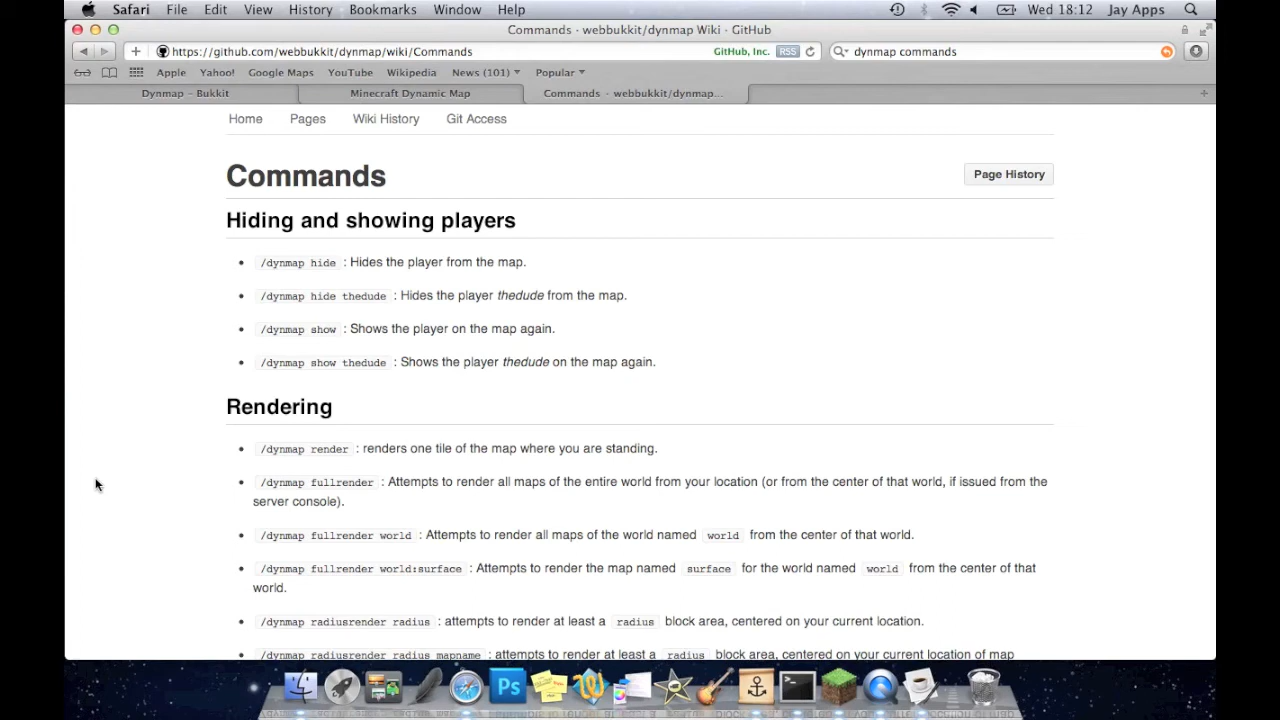 Safari File Edit View History Bookmarks Window Help Wed 18:12 Jay Apps
Commands · webbukkit/dynmap Wiki · GitHub
https://github.com/webbukkit/dynmap/wiki/Commands GitHub, Inc. RSS dynmap commands
Apple Yahoo! Google Maps YouTube Wikipedia News (101) Popular
Dynmap – Bukkit Minecraft Dynamic Map Commands · webbukkit/dynmap...
Home Pages Wiki History Git Access
Commands Page History
Hiding and showing players
• /dynmap hide : Hides the player from the map.
• /dynmap hide thedude : Hides the player thedude from the map.
• /dynmap show : Shows the player on the map again.
• /dynmap show thedude : Shows the player thedude on the map again.
Rendering
• /dynmap render : renders one tile of the map where you are standing.
• /dynmap fullrender : Attempts to render all maps of the entire world from your location (or from the center of that world, if issued from the
server console).
• /dynmap fullrender world : Attempts to render all maps of the world named world from the center of that world.
• /dynmap fullrender world:surface : Attempts to render the map named surface for the world named world from the center of that
world.
• /dynmap radiusrender radius : attempts to render at least a radius block area, centered on your current location.
• /dynmap radiusrender radius mapname : attempts to render at least a radius block area, centered on your current location of map
Ps